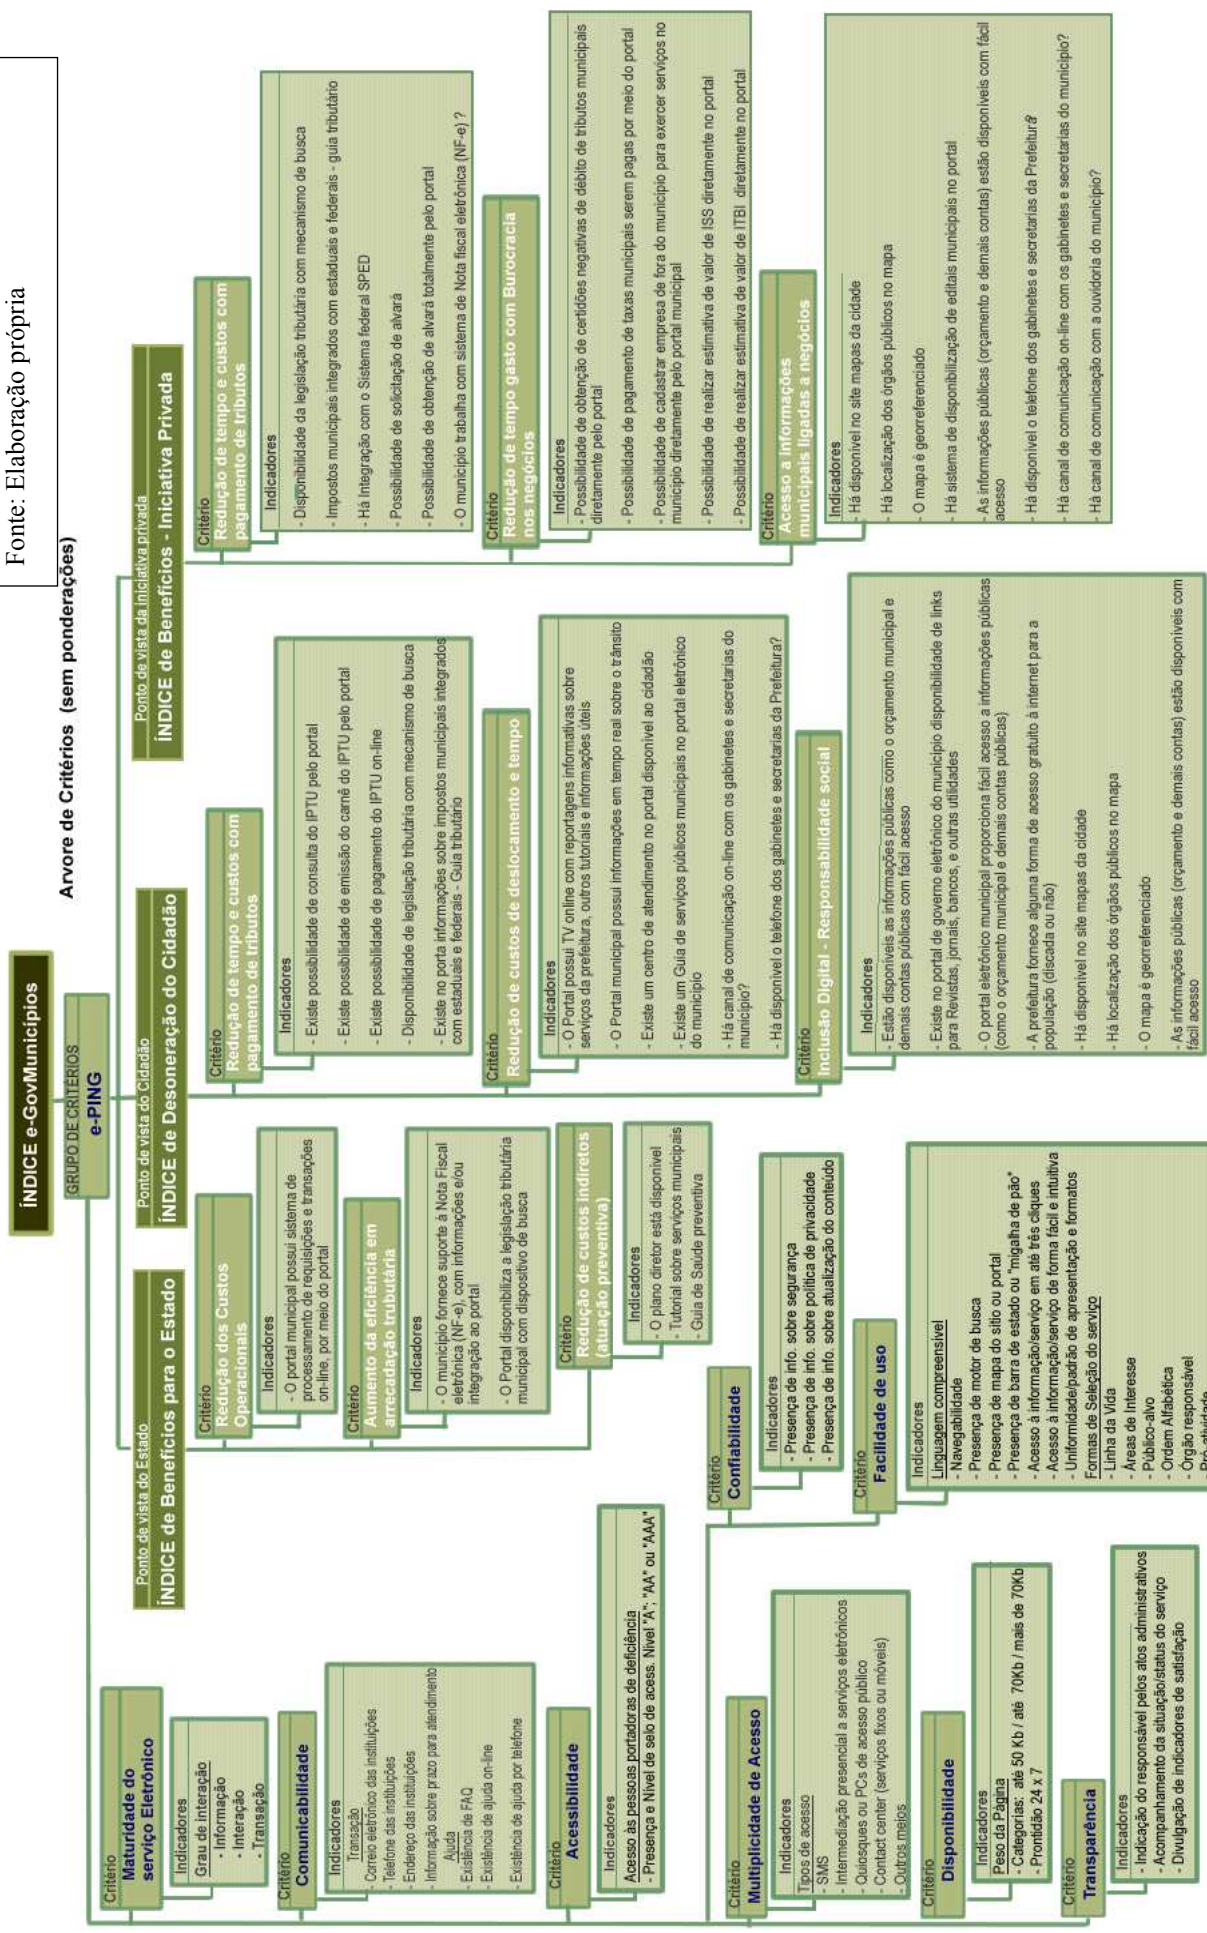 Fonte: Elaboração própria
Arvore de Critérios (sem ponderações)
ÍNDICE e-GovMunicípios
GRUPO DE CRITÉRIOS
e-PING
Critério
Maturidade do
serviço Eletrônico
Indicadores
Grau de Interação
- Informação
- Interação
- Transação
Critério
Comunicabilidade
Indicadores
Transação
- Correio eletrônico das instituições
- Telefone das instituições
- Endereço das instituições
- Informação sobre prazo para atendimento
Ajuda
- Existência de FAQ
- Existência de ajuda on-line
- Existência de ajuda por telefone
Critério
Acessibilidade
Indicadores
Acesso às pessoas portadoras de deficiência
- Presença e Nível de selo de acess. Nível "A"; "AA" ou "AAA"
Critério
Multiplicidade de Acesso
Indicadores
Tipos de acesso
- SMS
- Intermediação presencial a serviços eletrônicos
- Quiosques ou PCs de acesso público
- Contact center (serviços fixos ou móveis)
- Outros meios
Critério
Disponibilidade
Indicadores
Peso da Página
- Categorias; até 50 Kb / até 70Kb / mais de 70Kb
- Prontidão 24 x 7
Critério
Transparência
Indicadores
- Indicação do responsável pelos atos administrativos
- Acompanhamento da situação/status do serviço
- Divulgação de indicadores de satisfação
Critério
Confiabilidade
Indicadores
- Presença de info. sobre segurança
- Presença de info. sobre política de privacidade
- Presença de info. sobre atualização do conteúdo
Critério
Facilidade de uso
Indicadores
Linguagem compreensível
- Navegabilidade
- Presença de motor de busca
- Presença de mapa do sítio ou portal
- Presença de barra de estado ou "migalha de pão"
- Acesso à informação/serviço em até três cliques
- Acesso à informação/serviço de forma fácil e intuitiva
- Uniformidade/padrão de apresentação e formatos
Formas de Seleção do serviço
- Linha da Vida
- Áreas de Interesse
- Público-alvo
- Ordem Alfabética
- Órgão responsável
- Pró-atividade
Ponto de vista do Estado
ÍNDICE de Benefícios para o Estado
Critério
Redução dos Custos
Operacionais
Indicadores
- O portal municipal possui sistema de
processamento de requisições e transações
on-line, por meio do portal
Critério
Aumento da eficiência em
arrecadação trubutária
Indicadores
- O município fornece suporte à Nota Fiscal
eletrônica (NF-e), com informações e/ou
integração ao portal
- O Portal disponibiliza a legislação tributária
municipal com dispositivo de busca
Critério
Redução de custos indiretos
(atuação preventiva)
Indicadores
- O plano diretor está disponível
- Tutorial sobre serviços municipais
- Guia de Saúde preventiva
Ponto de vista do Cidadão
ÍNDICE de Desoneração do Cidadão
Critério
Redução de tempo e custos com
pagamento de tributos
Indicadores
- Existe possibilidade de consulta do IPTU pelo portal
- Existe possibilidade de emissão do carnê do IPTU pelo portal
- Existe possibilidade de pagamento do IPTU on-line
- Disponibilidade de legislação tributária com mecanismo de busca
- Existe no porta informações sobre impostos municipais integrados
com estaduais e federais - Guia tributário
Critério
Redução de custos de deslocamento e tempo
Indicadores
- O Portal possui TV online com reportagens informativas sobre
serviços da prefeitura, outros tutoriais e informações úteis
- O Portal municipal possui informações em tempo real sobre o trânsito
- Existe um centro de atendimento no portal disponível ao cidadão
- Existe um Guia de serviços públicos municipais no portal eletrônico
do município
- Há canal de comunicação on-line com os gabinetes e secretarias do
município?
- Há disponível o telefone dos gabinetes e secretarias da Prefeitura?
Critério
Inclusão Digital - Responsabilidade social
Indicadores
- Estão disponíveis as informações públicas como o orçamento municipal e
demais contas públicas com fácil acesso
- Existe no portal de governo eletrônico do município disponibilidade de links
para Revistas, jornais, bancos, e outras utilidades
- O portal eletrônico municipal proporciona fácil acesso a informações públicas
(como o orçamento municipal e demais contas públicas)
- A prefeitura fornece alguma forma de acesso gratuito à internet para a
população (discada ou não)
- Há disponível no site mapas da cidade
- Há localização dos órgãos públicos no mapa
- O mapa é georreferenciado
- As informações públicas (orçamento e demais contas) estão disponíveis com
fácil acesso
Ponto de vista da iniciativa privada
ÍNDICE de Benefícios - Iniciativa Privada
Critério
Redução de tempo e custos com
pagamento de tributos
Indicadores
- Disponibilidade da legislação tributária com mecanismo de busca
- Impostos municipais integrados com estaduais e federais - guia tributário
- Há Integração com o Sistema federal SPED
- Possibilidade de solicitação de alvará
- Possibilidade de obtenção de alvará totalmente pelo portal
- O município trabalha com sistema de Nota fiscal eletrônica (NF-e) ?
Critério
Redução de tempo gasto com Burocracia
nos negócios
Indicadores
- Possibilidade de obtenção de certidões negativas de débito de tributos municipais
diretamente pelo portal
- Possibilidade de pagamento de taxas municipais serem pagas por meio do portal
- Possibilidade de cadastrar empresa de fora do município para exercer serviços no
município diretamente pelo portal municipal
- Possibilidade de realizar estimativa de valor de ISS diretamente no portal
- Possibilidade de realizar estimativa de valor de ITBI diretamente no portal
Critério
Acesso a informações
municipais ligadas a negócios
Indicadores
- Há disponível no site mapas da cidade
- Há localização dos órgãos públicos no mapa
- O mapa é georeferenciado
- Há sistema de disponibilização de editais municipais no portal
- As informações públicas (orçamento e demais contas) estão disponíveis com fácil
acesso
- Há disponível o telefone dos gabinetes e secretarias da Prefeitura?
- Há canal de comunicação on-line com os gabinetes e secretarias do município?
- Há canal de comunicação com a ouvidoria do município?